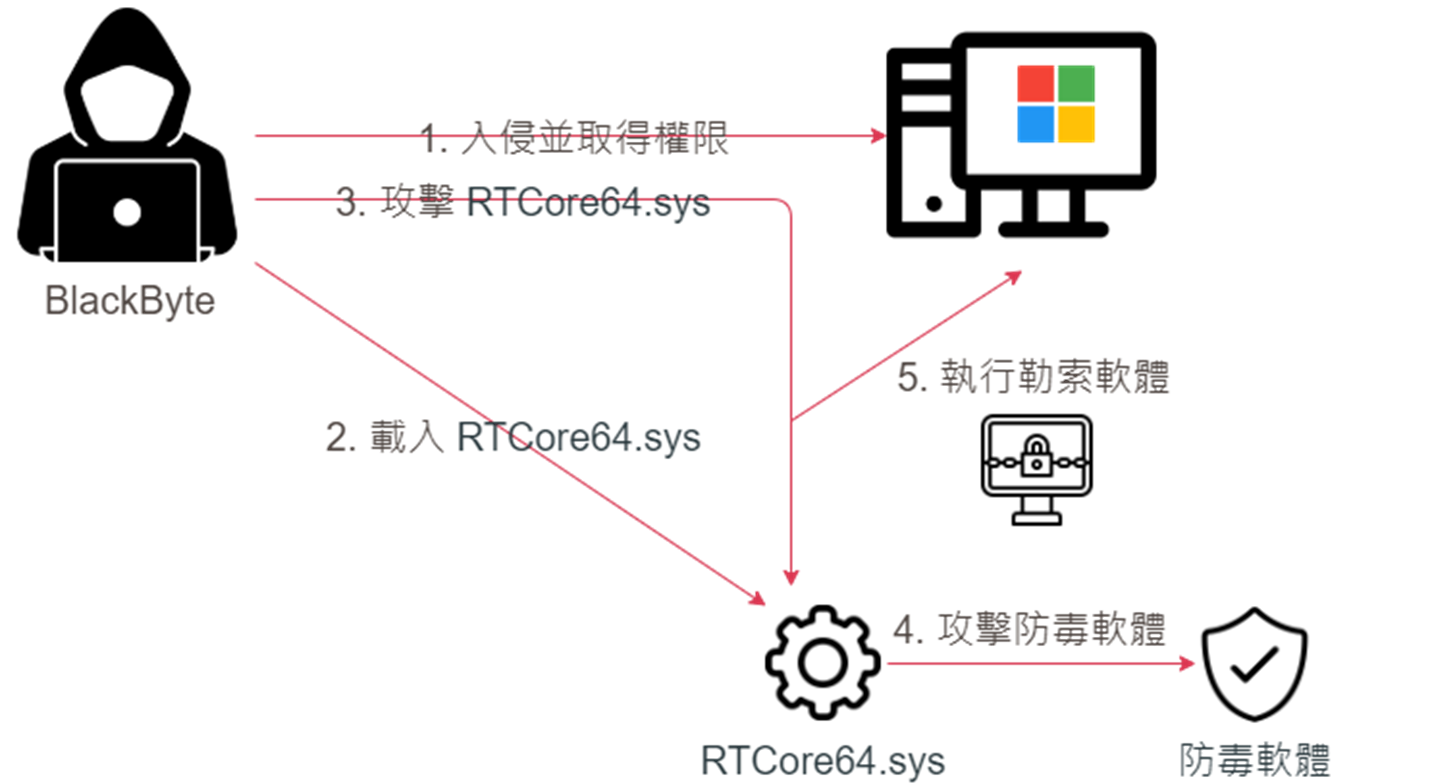 1. 入侵並取得權限
3. 攻擊 RTCore64.sys
BlackByte
5. 執行勒索軟體
2. 載入 RTCore64.sys
4. 攻擊防毒軟體
RTCore64.sys
防毒軟體